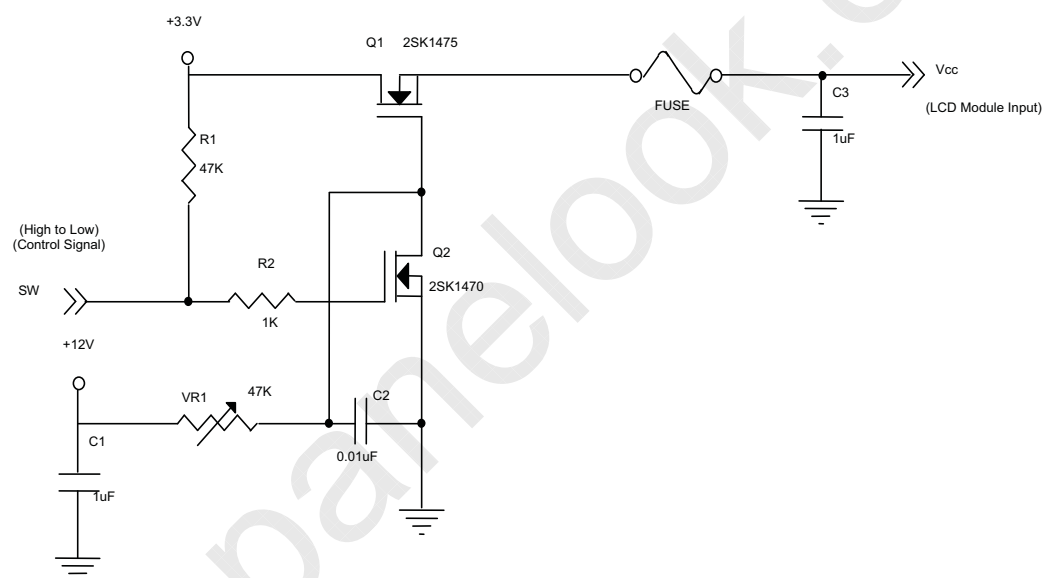 +3.3V
Q1 2SK1475
Vcc
FUSE
C3
(LCD Module Input)
1uF
R1
47K
(High to Low)
(Control Signal)
SW
R2
1K
Q2
2SK1470
+12V
VR1
47K
C2
0.01uF
C1
1uF
panelook.